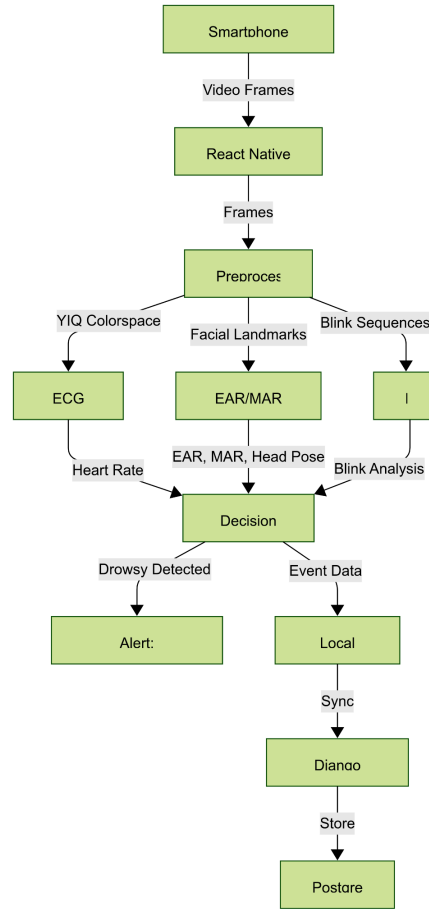 Smartphone
Video Frames
React Native
Frames
Preproces
YIQ Colorspace
Facial Landmarks
Blink Sequences
ECG
EAR/MAR
Heart Rate
EAR, MAR, Head Pose
Blink Analysis
Decision
Drowsy Detected
Event Data
Alert:
Local
Sync
Django
Store
Postgre